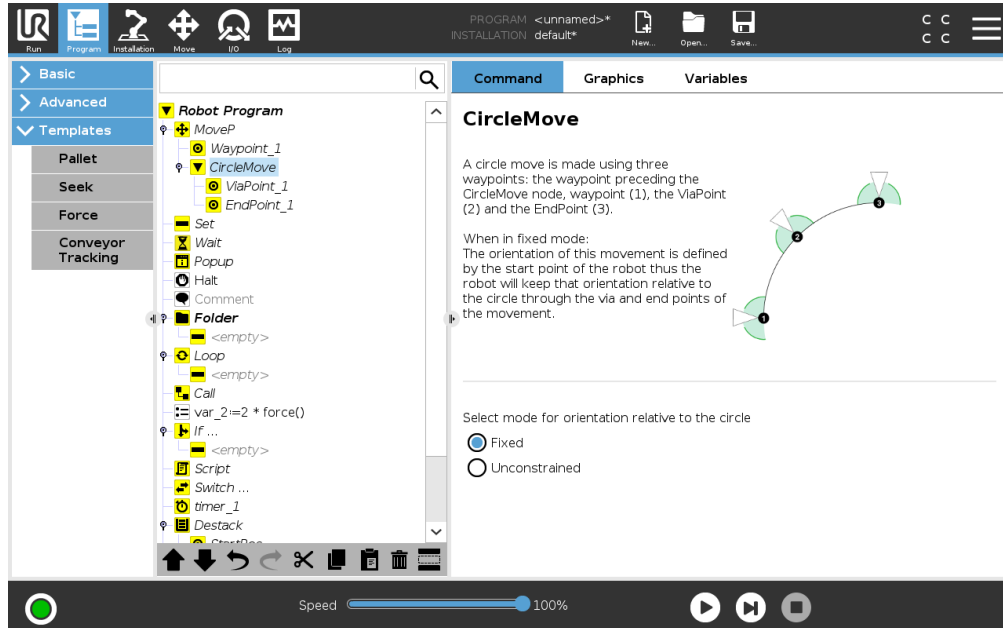 PROGRAM <unnamed>*
INSTALLATION default*
UR
Run
Program
Installation
Move
I/O
Log
New...
Open...
Save...
C C
C C
Basic
Advanced
Templates
Pallet
Seek
Force
Conveyor
Tracking
Robot Program
MoveP
Waypoint_1
CircleMove
ViaPoint_1
EndPoint_1
Set
Wait
Popup
Halt
Comment
Folder
<empty>
Loop
<empty>
Call
var_2:=2 * force()
If ...
<empty>
Script
Switch ...
timer_1
Destack
StartPos
Command Graphics Variables
CircleMove
A circle move is made using three
waypoints: the waypoint preceding the
CircleMove node, waypoint (1), the ViaPoint
(2) and the EndPoint (3).
When in fixed mode:
The orientation of this movement is defined
by the start point of the robot thus the
robot will keep that orientation relative to
the circle through the via and end points of
the movement.
3
2
1
Select mode for orientation relative to the circle
Fixed
Unconstrained
Speed 100%